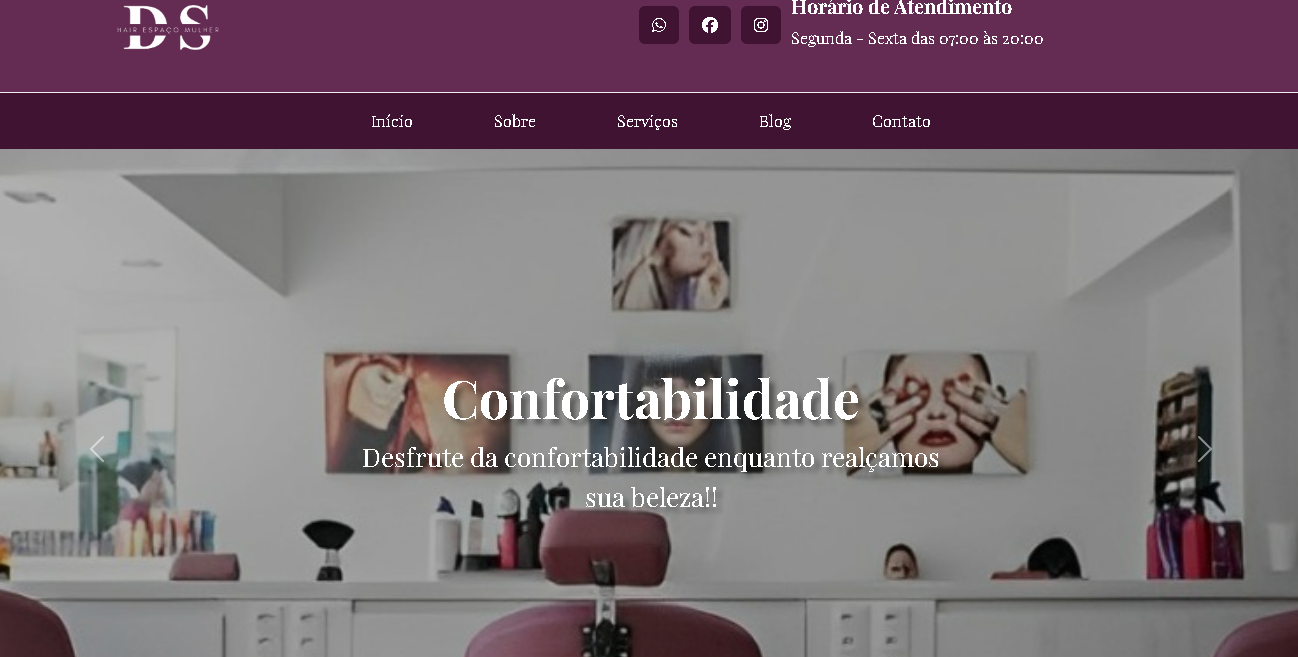 DS
HAIR ESPAÇO MULHER
Horário de Atendimento
Segunda - Sexta das 07:00 às 20:00
Início
Sobre
Serviços
Blog
Contato
Confortabilidade
Desfrute da confortabilidade enquanto realçamos
sua beleza!!